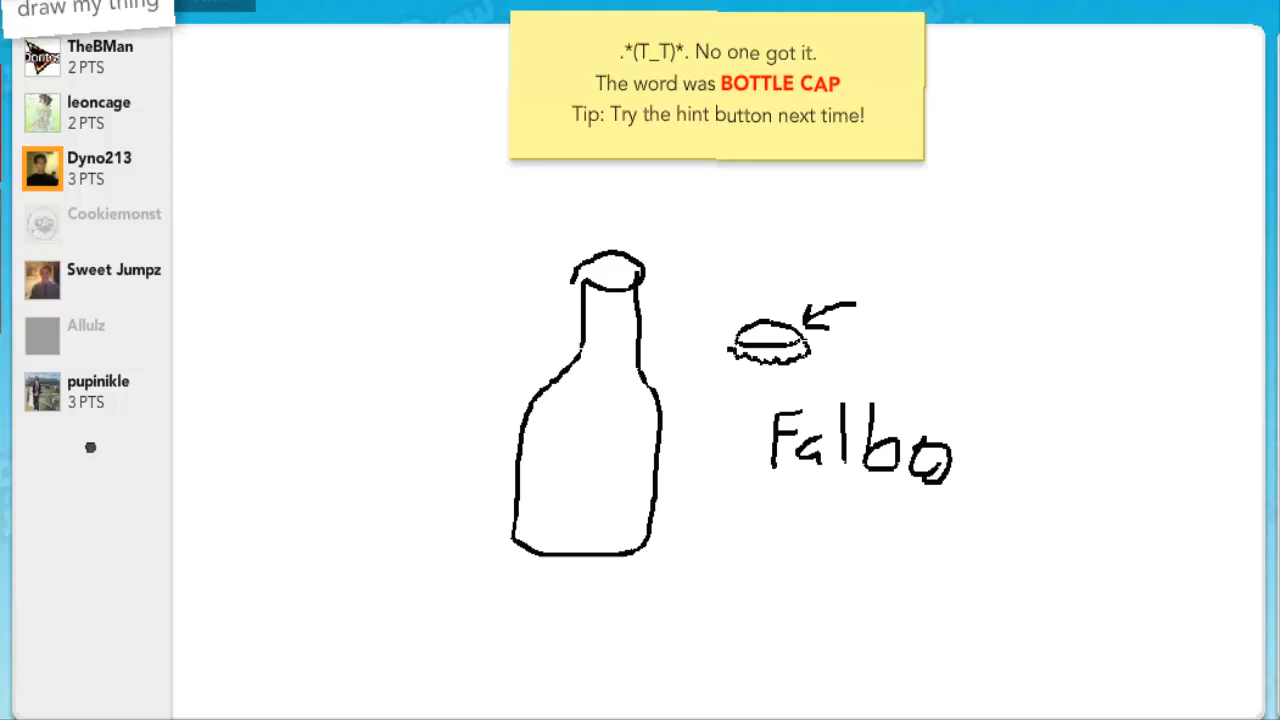 draw my thing
TheBMan
2 PTS
leoncage
2 PTS
Dyno213
3 PTS
Cookiemonst
Sweet Jumpz
Allulz
pupinikle
3 PTS
.*(T_T)*. No one got it.
The word was BOTTLE CAP
Tip: Try the hint button next time!
Doritos
Falbo